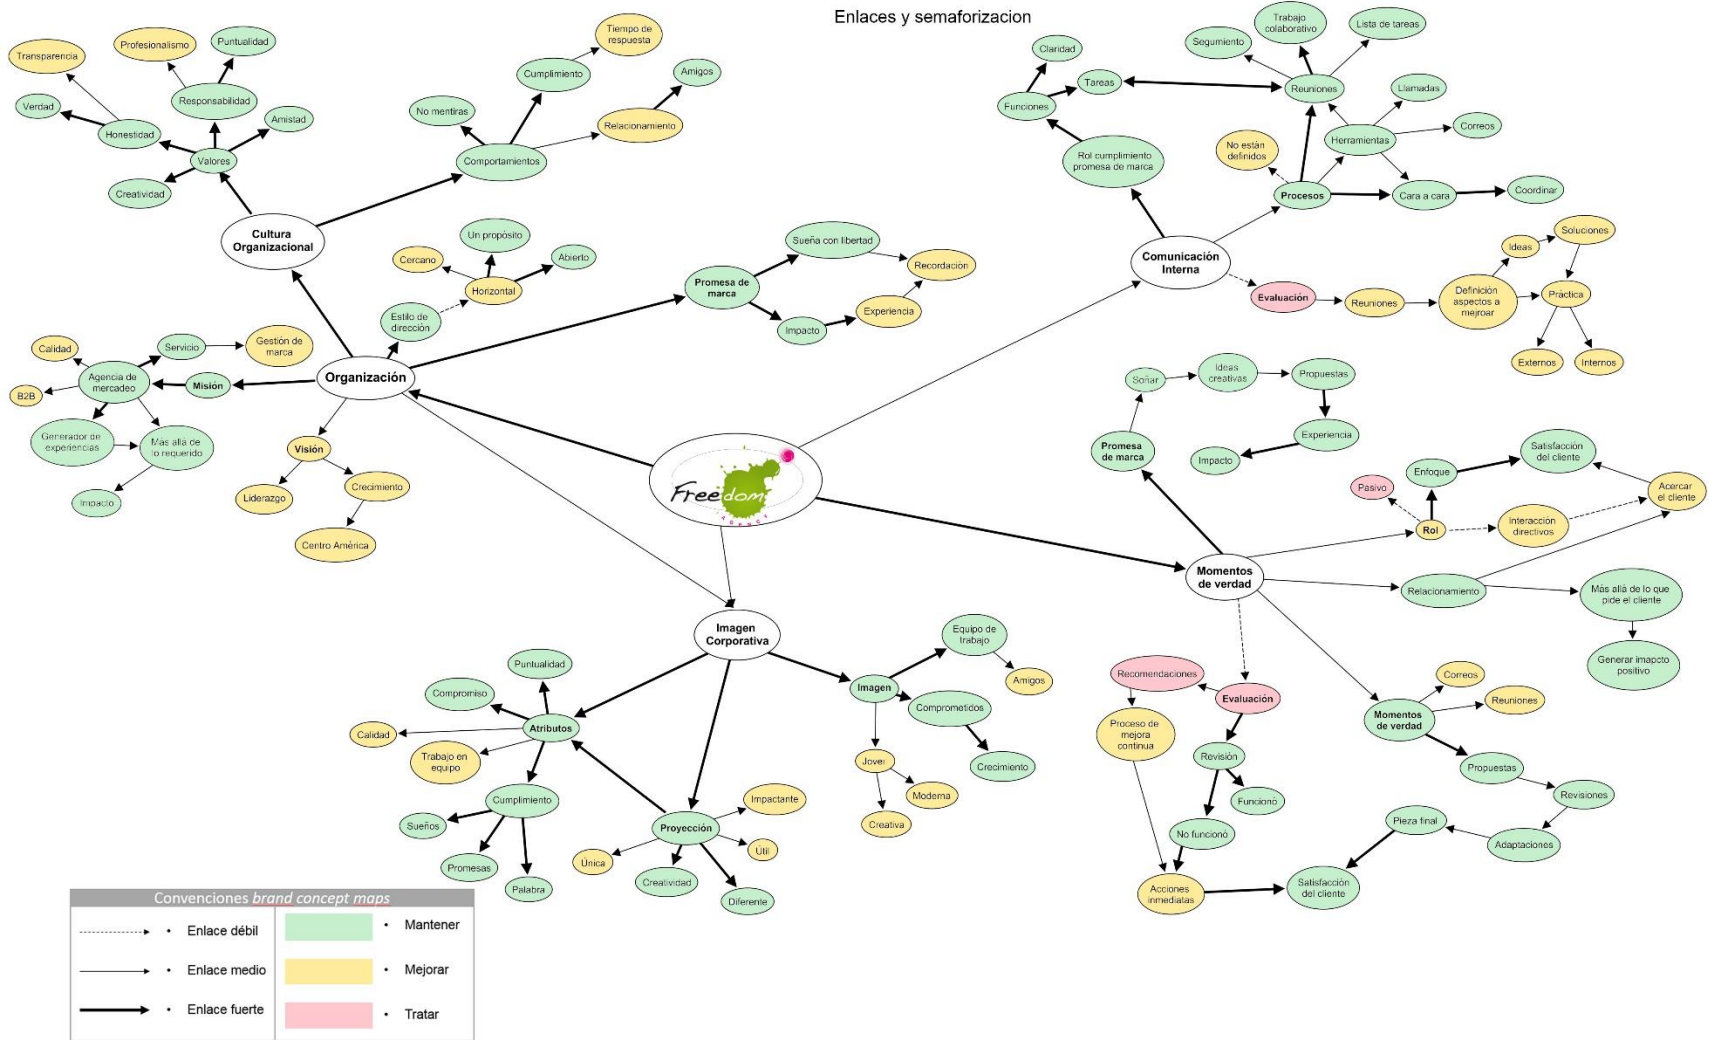 Enlaces y semaforizacion
Transparencia
Profesionalismo
Puntualidad
Verdad
Honestidad
Responsabilidad
Amistad
Valores
Creatividad
Cultura
Organizacional
Tiempo de
respuesta
Cumplimiento
Amigos
No mentiras
Relacionamiento
Comportamientos
Un propósito
Cercano
Abierto
Horizontal
Estilo de
dirección
Sueña con libertad
Recordación
Promesa de
marca
Experiencia
Impacto
Calidad
Servicio
Gestión de
marca
Agencia de
mercadeo
Misión
B2B
Organización
Generador de
experiencias
Más allá de
lo requerido
Impacto
Visión
Liderazgo
Crecimiento
Centro América
Freedom
AGENCY
Claridad
Tareas
Funciones
Rol cumplimiento
promesa de marca
Segumiento
Trabajo
colaborativo
Lista de tareas
Reuniones
Llamadas
Correos
Herramientas
No están
definidos
Procesos
Cara a cara
Coordinar
Comunicación
Interna
Evaluación
Reuniones
Definición
aspectos a
mejroar
Ideas
Soluciones
Práctica
Externos
Internos
Soñar
Ideas
creativas
Propuestas
Promesa
de marca
Experiencia
Impacto
Enfoque
Satisfacción
del cliente
Pasivo
Rol
Interacción
directivos
Acercar
el cliente
Momentos
de verdad
Relacionamiento
Más allá de lo que
pide el cliente
Generar imapcto
positivo
Recomendaciones
Evaluación
Proceso de
mejora
continua
Revisión
Funcionó
No funcionó
Acciones
inmediatas
Satisfacción
del cliente
Correos
Reuniones
Momentos
de verdad
Propuestas
Revisiones
Pieza final
Adaptaciones
Imagen
Corporativa
Puntualidad
Compromiso
Calidad
Atributos
Trabajo en
equipo
Cumplimiento
Sueños
Promesas
Palabra
Equipo de
trabajo
Amigos
Imagen
Comprometidos
Crecimiento
Moderna
Creativa
Impactante
Proyección
Única
Útil
Creatividad
Diferente
Convenciones brand concept maps
• Enlace débil
• Enlace medio
• Enlace fuerte
• Mantener
• Mejorar
• Tratar